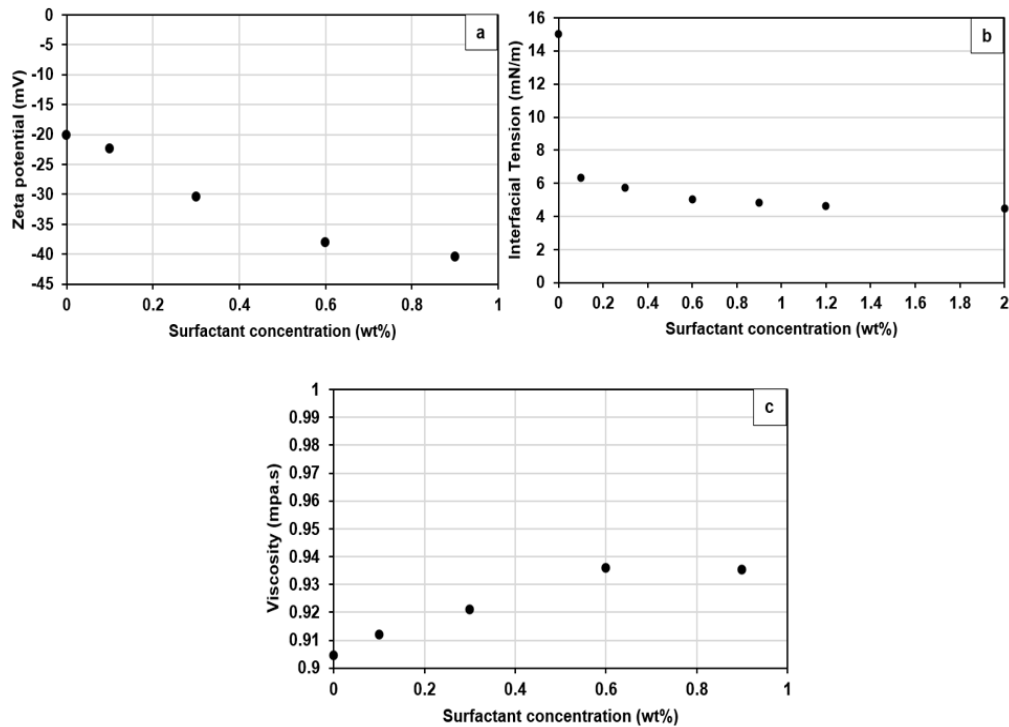 a
Zeta potential (mV)
0
-5
-10
-15
-20
-25
-30
-35
-40
-45
0 0.2 0.4 0.6 0.8 1
Surfactant concentration (wt%)
b
Interfacial Tension (mN/m)
16
14
12
10
8
6
4
2
0
0 0.2 0.4 0.6 0.8 1 1.2 1.4 1.6 1.8 2
Surfactant concentration (wt%)
c
Viscosity (mpa.s)
1
0.99
0.98
0.97
0.96
0.95
0.94
0.93
0.92
0.91
0.9
0 0.2 0.4 0.6 0.8 1
Surfactant concentration (wt%)